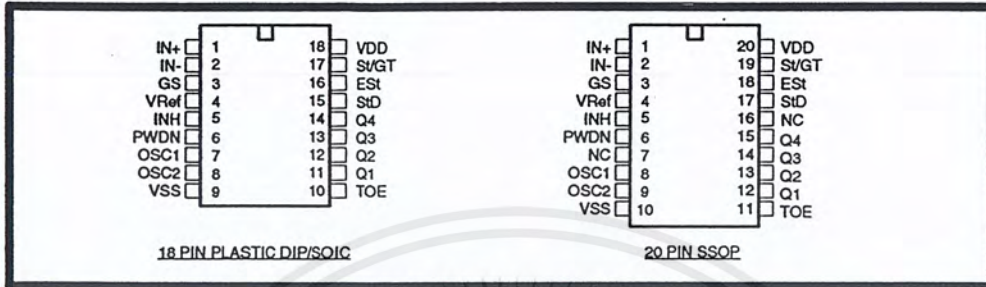 IN+ 1 18 VDD
IN- 2 17 St/GT
GS 3 16 ESt
VRef 4 15 StD
INH 5 14 Q4
PWDN 6 13 Q3
OSC1 7 12 Q2
OSC2 8 11 Q1
VSS 9 10 TOE
18 PIN PLASTIC DIP/SOIC
IN+ 1 20 VDD
IN- 2 19 St/GT
GS 3 18 ESt
VRef 4 17 StD
INH 5 16 NC
PWDN 6 15 Q4
NC 7 14 Q3
OSC1 8 13 Q2
OSC2 9 12 Q1
VSS 10 11 TOE
20 PIN SSOP